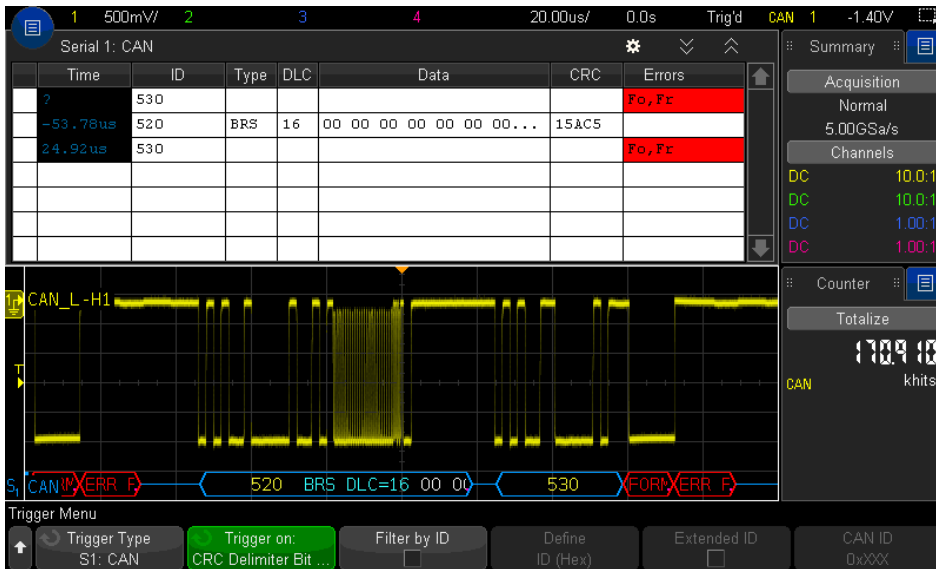 1 500mV/ 2 3 4 20.00us/ 0.0s Trig'd CAN 1 -1.40V
Serial 1: CAN
Time ID Type DLC Data CRC Errors
? 530 Fo,Fr
-53.78us 520 BRS 16 00 00 00 00 00 00 00... 15AC5
24.92us 530 Fo,Fr
Summary
Acquisition
Normal
5.00GSa/s
Channels
DC 10.0:1
DC 10.0:1
DC 1.00:1
DC 1.00:1
Counter
Totalize
170.910
CAN khits
1 CAN_L-H1
T
S1 CAN ERR F 520 BRS DLC=16 00 00 530 FORM ERR F
Trigger Menu
Trigger Type
S1: CAN
Trigger on:
CRC Delimiter Bit ...
Filter by ID
Define
ID (Hex)
Extended ID
CAN ID
0xXXX